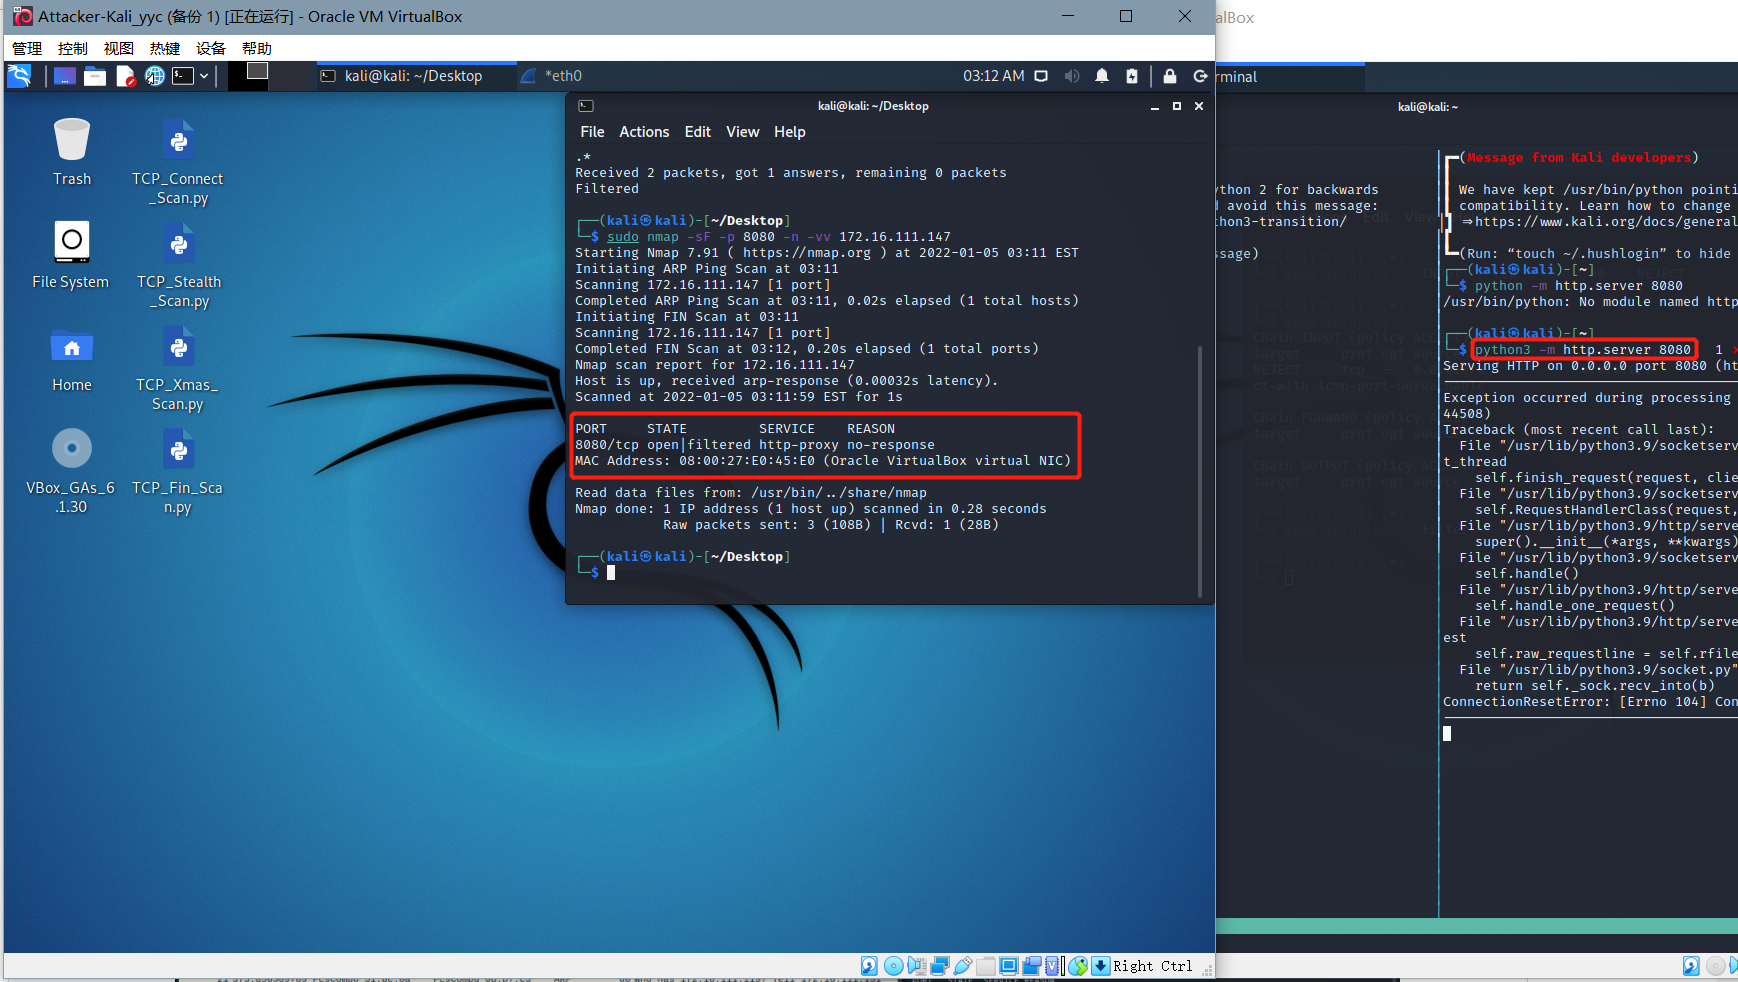 Attacker-Kali_yyc (备份 1) [正在运行] - Oracle VM VirtualBox
alBox
管理 控制 视图 热键 设备 帮助
kali@kali: ~/Desktop
*eth0
03:12 AM
rminal
kali@kali: ~/Desktop
File Actions Edit View Help
.*
Received 2 packets, got 1 answers, remaining 0 packets
Filtered
┌──(kali㉿kali)-[~/Desktop]
└─$ sudo nmap -sF -p 8080 -n -vv 172.16.111.147
Starting Nmap 7.91 ( https://nmap.org ) at 2022-01-05 03:11 EST
Initiating ARP Ping Scan at 03:11
Scanning 172.16.111.147 [1 port]
Completed ARP Ping Scan at 03:11, 0.02s elapsed (1 total hosts)
Initiating FIN Scan at 03:11
Scanning 172.16.111.147 [1 port]
Completed FIN Scan at 03:12, 0.20s elapsed (1 total ports)
Nmap scan report for 172.16.111.147
Host is up, received arp-response (0.00032s latency).
Scanned at 2022-01-05 03:11:59 EST for 1s
PORT STATE SERVICE REASON
8080/tcp open|filtered http-proxy no-response
MAC Address: 08:00:27:E0:45:E0 (Oracle VirtualBox virtual NIC)
Read data files from: /usr/bin/../share/nmap
Nmap done: 1 IP address (1 host up) scanned in 0.28 seconds
Raw packets sent: 3 (108B) | Rcvd: 1 (28B)
┌──(kali㉿kali)-[~/Desktop]
└─$
Trash
TCP_Connect
_Scan.py
File System
TCP_Stealth
_Scan.py
Home
TCP_Xmas_
Scan.py
VBox_GAs_6
.1.30
TCP_Fin_Sca
n.py
Right Ctrl
kali@kali: ~
ython 2 for backwards
avoid this message:
hon3-transition/
ssage)
┏━(Message from Kali developers)
┃ We have kept /usr/bin/python pointi
┃ compatibility. Learn how to change
┃ ⇒ https://www.kali.org/docs/general
┗━(Run: “touch ~/.hushlogin” to hide
┌──(kali㉿kali)-[~]
└─$ python -m http.server 8080
/usr/bin/python: No module named http
┌──(kali㉿kali)-[~]
└─$ python3 -m http.server 8080 1
Serving HTTP on 0.0.0.0 port 8080 (ht
Exception occurred during processing
44508)
Traceback (most recent call last):
File "/usr/lib/python3.9/socketserv
t_thread
self.finish_request(request, clie
File "/usr/lib/python3.9/socketserv
self.RequestHandlerClass(request,
File "/usr/lib/python3.9/http/serve
super().__init__(*args, **kwargs)
File "/usr/lib/python3.9/socketserv
self.handle()
File "/usr/lib/python3.9/http/serve
self.handle_one_request()
File "/usr/lib/python3.9/http/serve
est
self.raw_requestline = self.rfile
File "/usr/lib/python3.9/socket.py"
return self._sock.recv_into(b)
ConnectionResetError: [Errno 104] Con